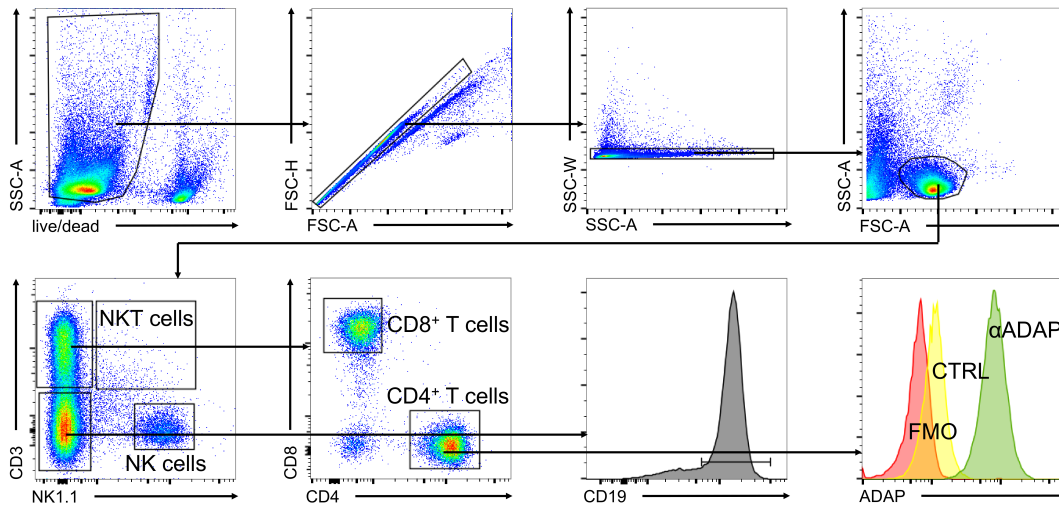 SSC-A
live/dead
FSC-H
FSC-A
SSC-W
SSC-A
SSC-A
FSC-A
CD3
NKT cells
NK cells
NK1.1
CD8
CD8+ T cells
CD4+ T cells
CD4
CD19
αADAP
CTRL
FMO
ADAP